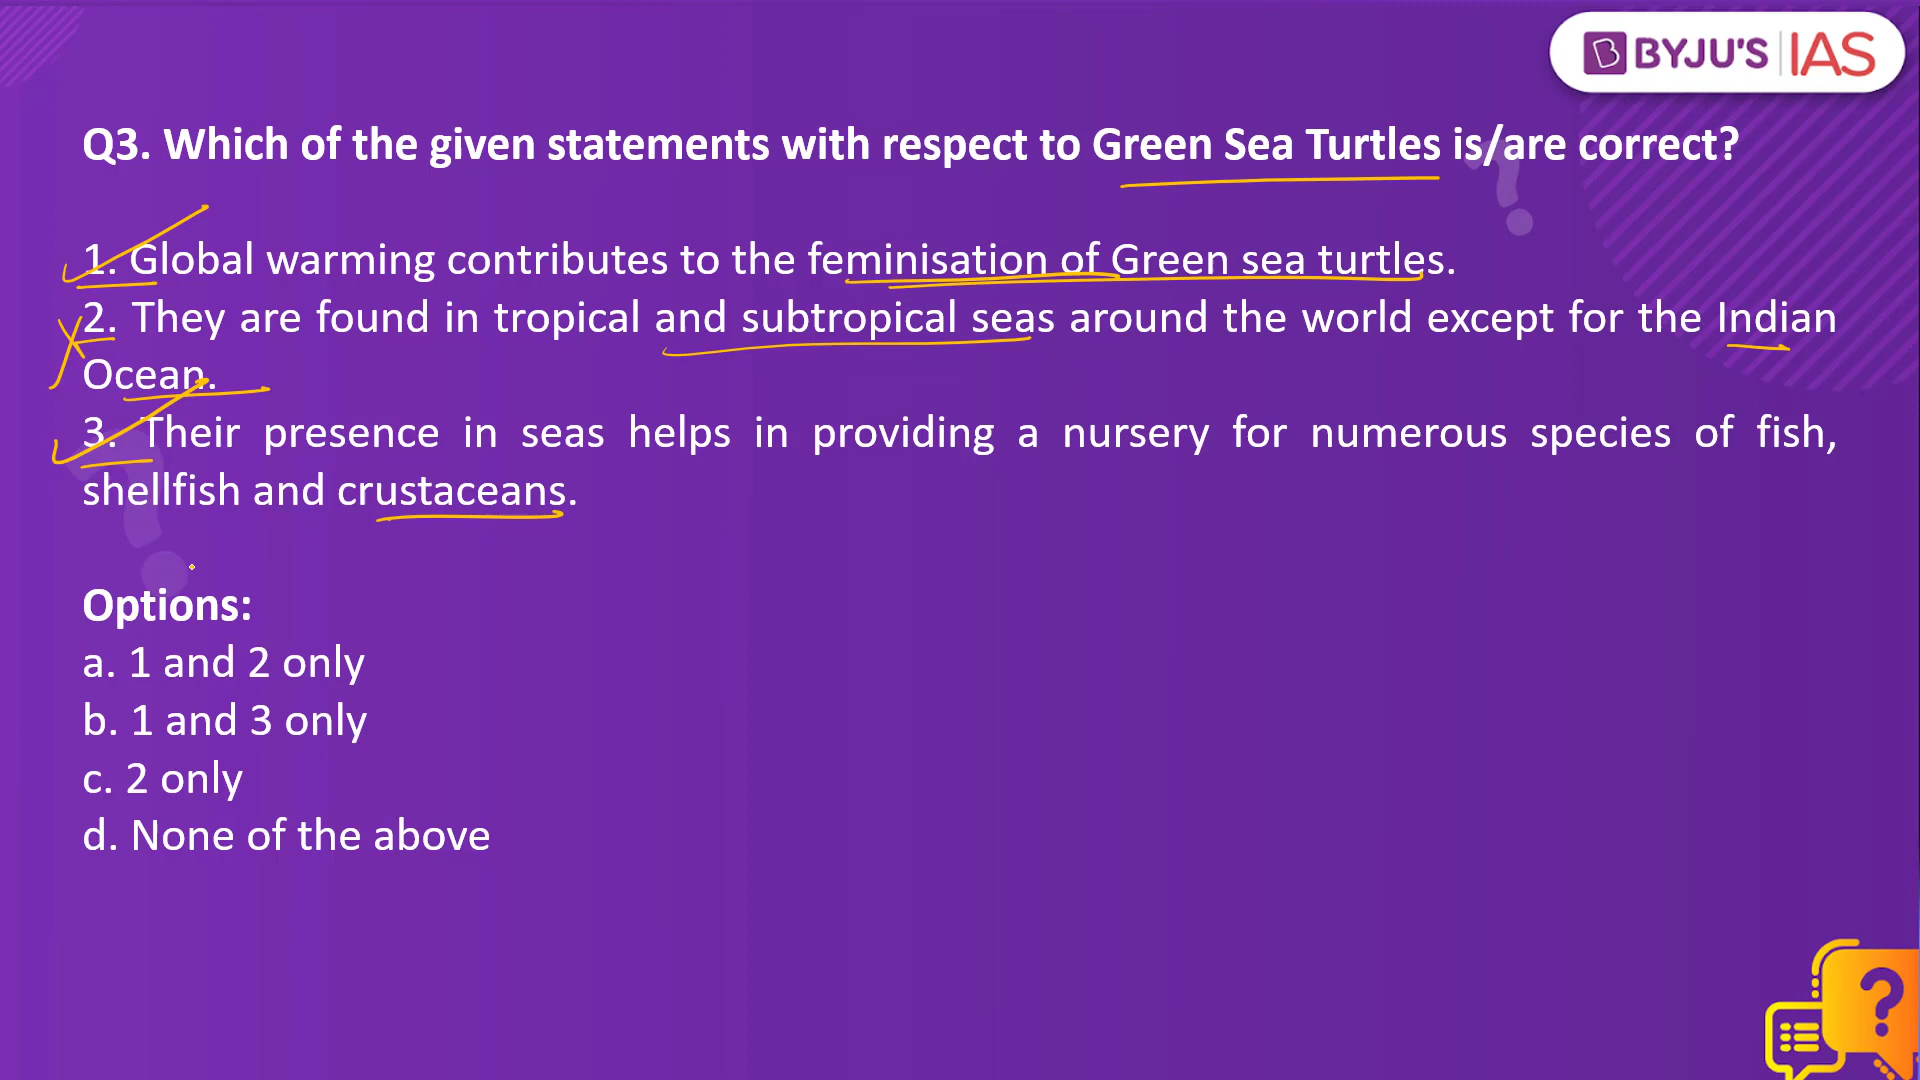 BYJU'S IAS
Q3. Which of the given statements with respect to Green Sea Turtles is/are correct?
1. Global warming contributes to the feminisation of Green sea turtles.
2. They are found in tropical and subtropical seas around the world except for the Indian
Ocean.
3. Their presence in seas helps in providing a nursery for numerous species of fish,
shellfish and crustaceans.
Options:
a. 1 and 2 only
b. 1 and 3 only
c. 2 only
d. None of the above